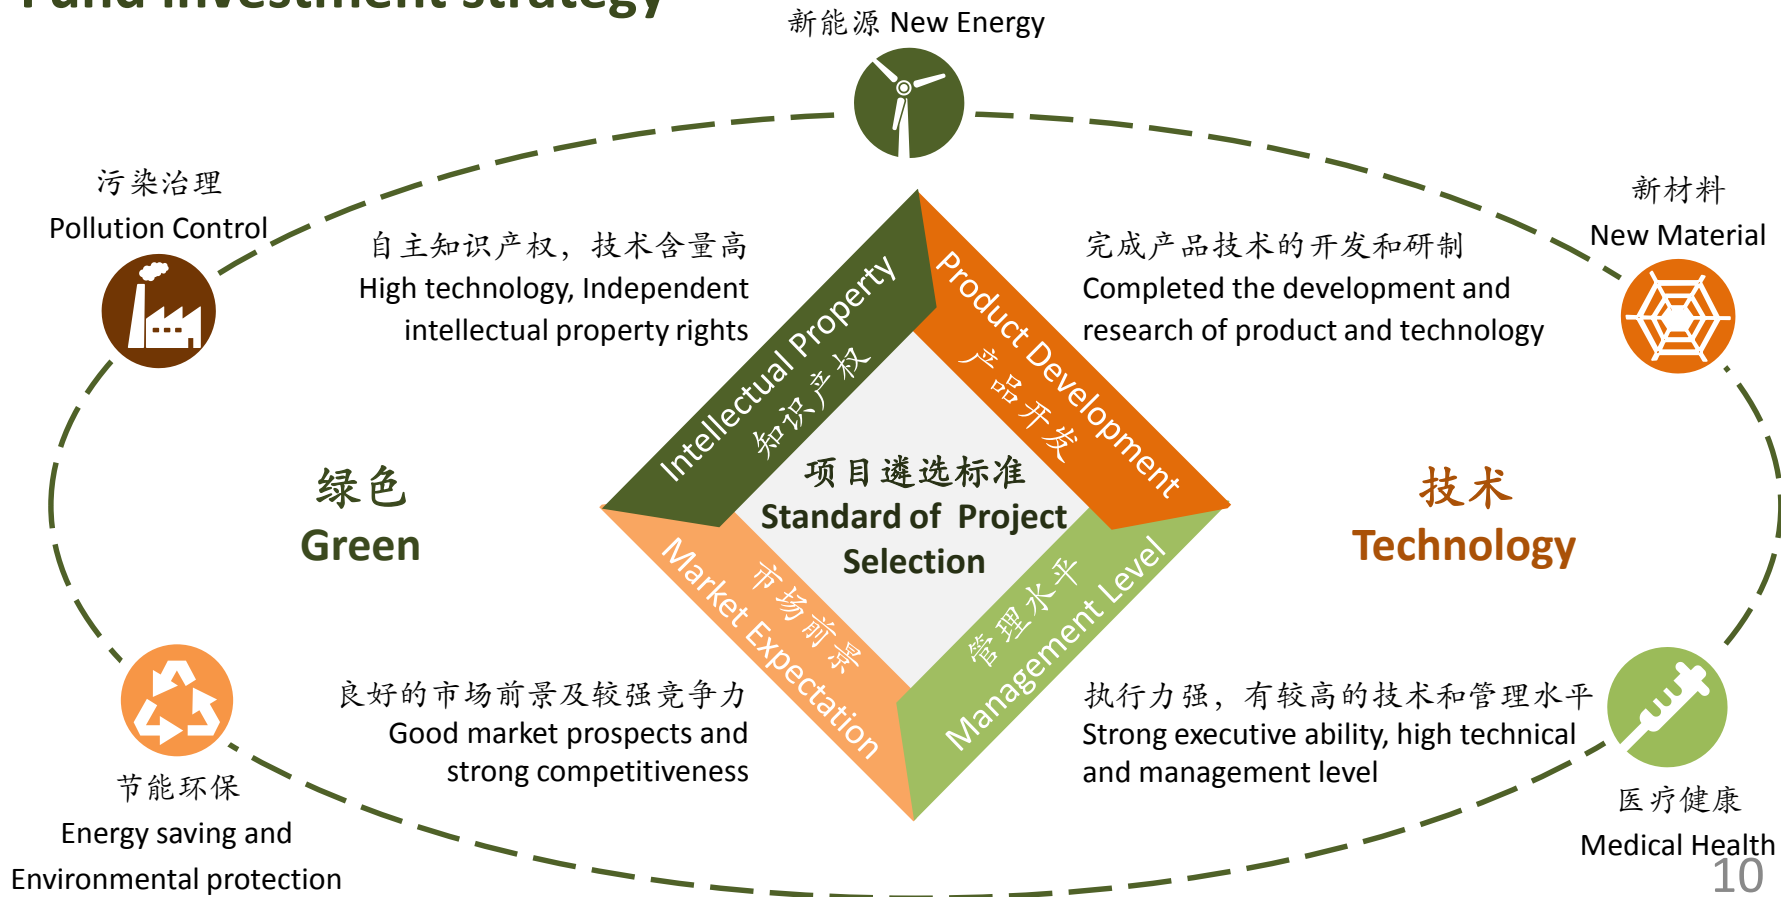 Fund investment strategy
新能源 New Energy
污染治理
Pollution Control
新材料
New Material
自主知识产权，技术含量高
High technology, Independent
intellectual property rights
完成产品技术的开发和研制
Completed the development and
research of product and technology
Intellectual Property
知识产权
Product Development
产品开发
绿色
Green
项目遴选标准
Standard of Project
Selection
技术
Technology
市场前景
Market Expectation
管理水平
Management Level
良好的市场前景及较强竞争力
Good market prospects and
strong competitiveness
执行力强，有较高的技术和管理水平
Strong executive ability, high technical
and management level
节能环保
Energy saving and
Environmental protection
医疗健康
Medical Health
10